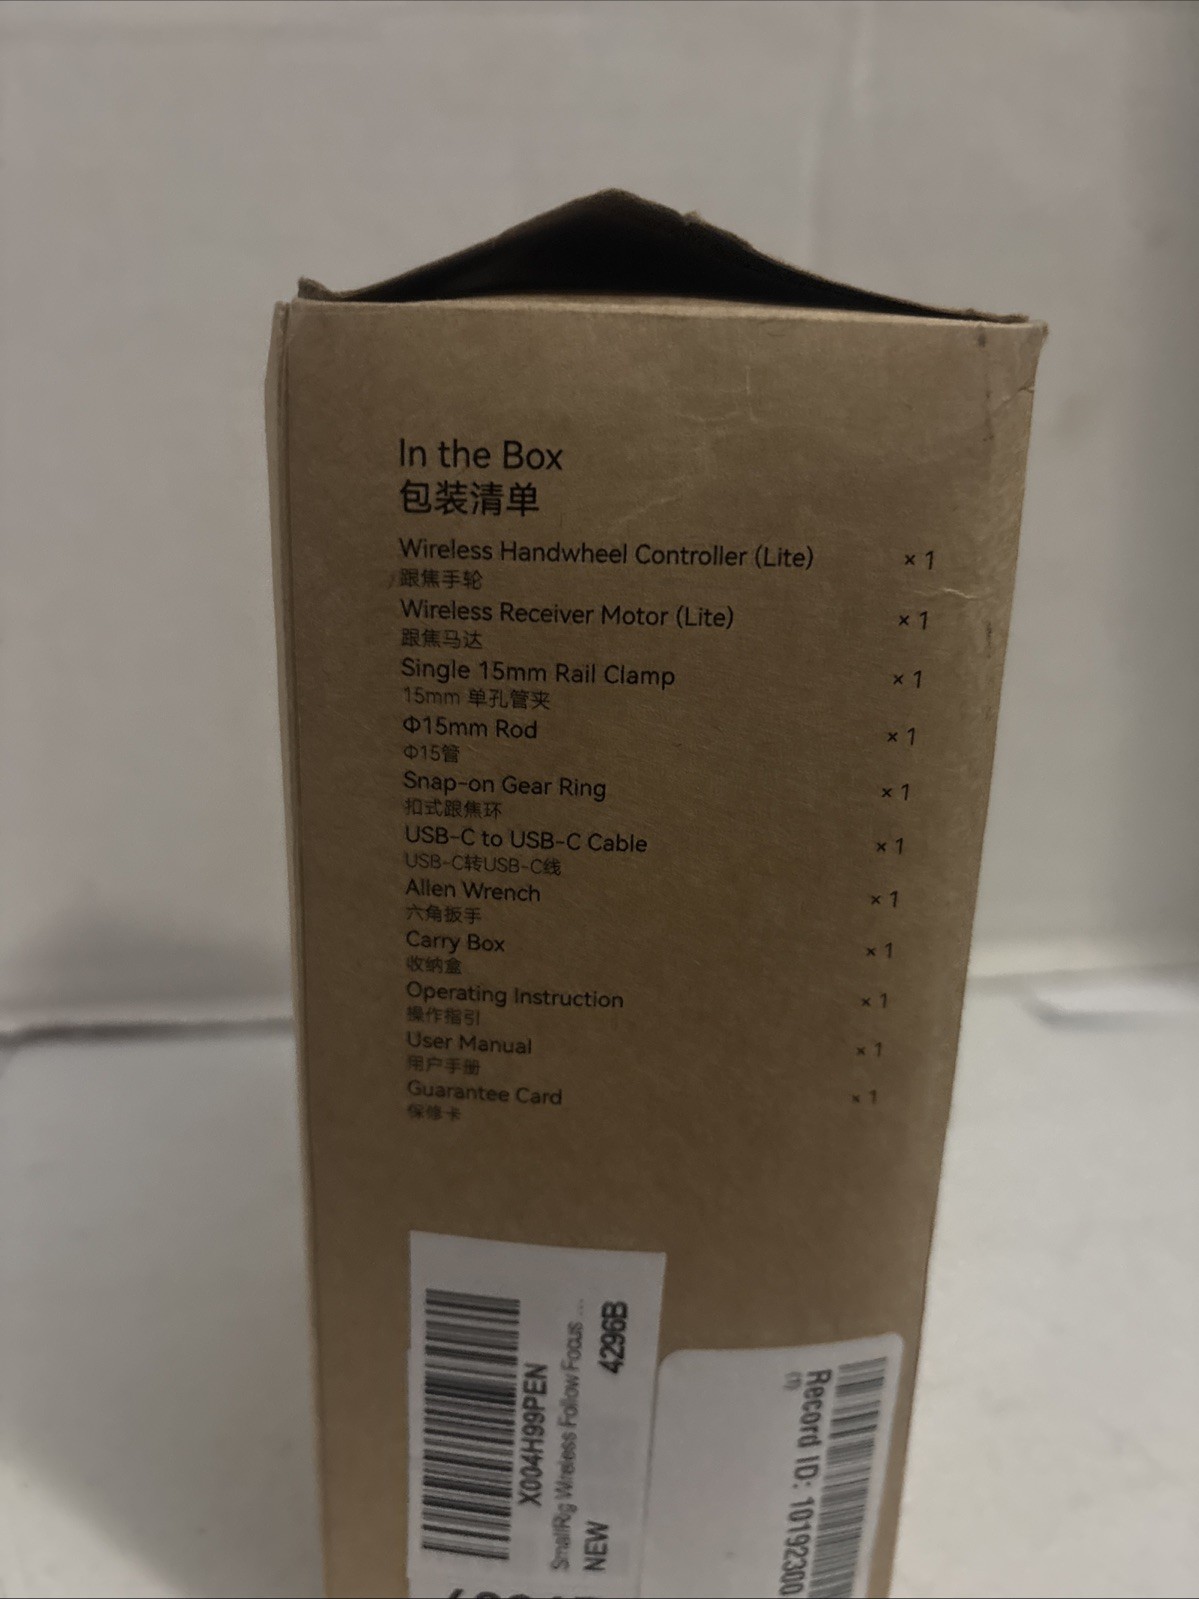 In the Box
包装清单
Wireless Handwheel Controller (Lite) × 1
跟焦手轮
Wireless Receiver Motor (Lite) × 1
跟焦马达
Single 15mm Rail Clamp × 1
15mm 单孔管夹
Φ15mm Rod × 1
Φ15管
Snap-on Gear Ring × 1
扣式跟焦环
USB-C to USB-C Cable × 1
USB-C转USB-C线
Allen Wrench × 1
六角扳手
Carry Box × 1
收纳盒
Operating Instruction × 1
操作指引
User Manual × 1
用户手册
Guarantee Card × 1
保修卡
X004H99PEN
SmallRig Wireless Follow Focus ...
NEW 4296B
Record ID: 10192300
(1)